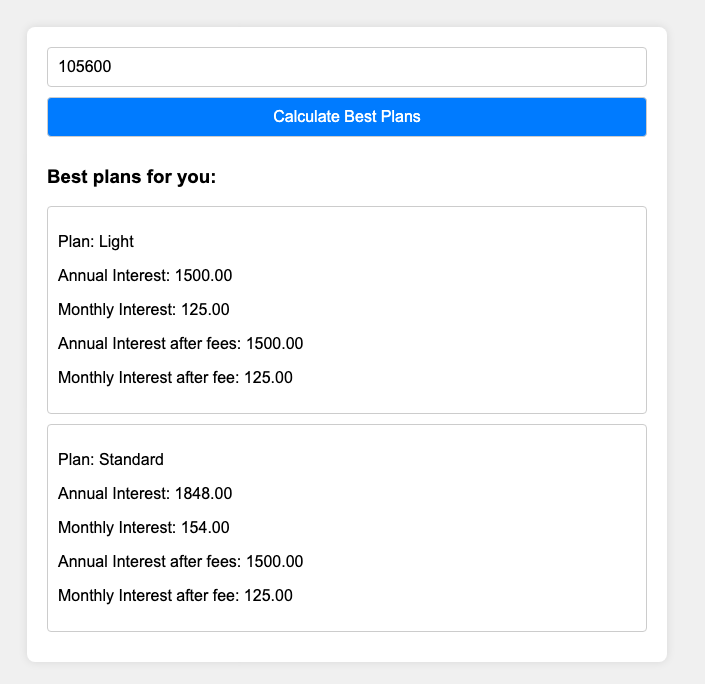 105600
Calculate Best Plans
Best plans for you:
Plan: Light
Annual Interest: 1500.00
Monthly Interest: 125.00
Annual Interest after fees: 1500.00
Monthly Interest after fee: 125.00
Plan: Standard
Annual Interest: 1848.00
Monthly Interest: 154.00
Annual Interest after fees: 1500.00
Monthly Interest after fee: 125.00